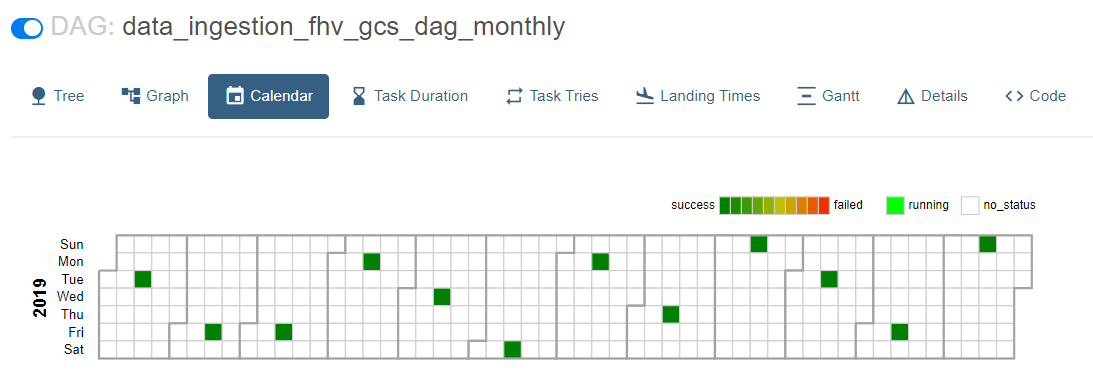 DAG: data_ingestion_fhv_gcs_dag_monthly
Tree Graph Calendar Task Duration Task Tries Landing Times Gantt Details Code
success failed running no_status
2019
Sun
Mon
Tue
Wed
Thu
Fri
Sat